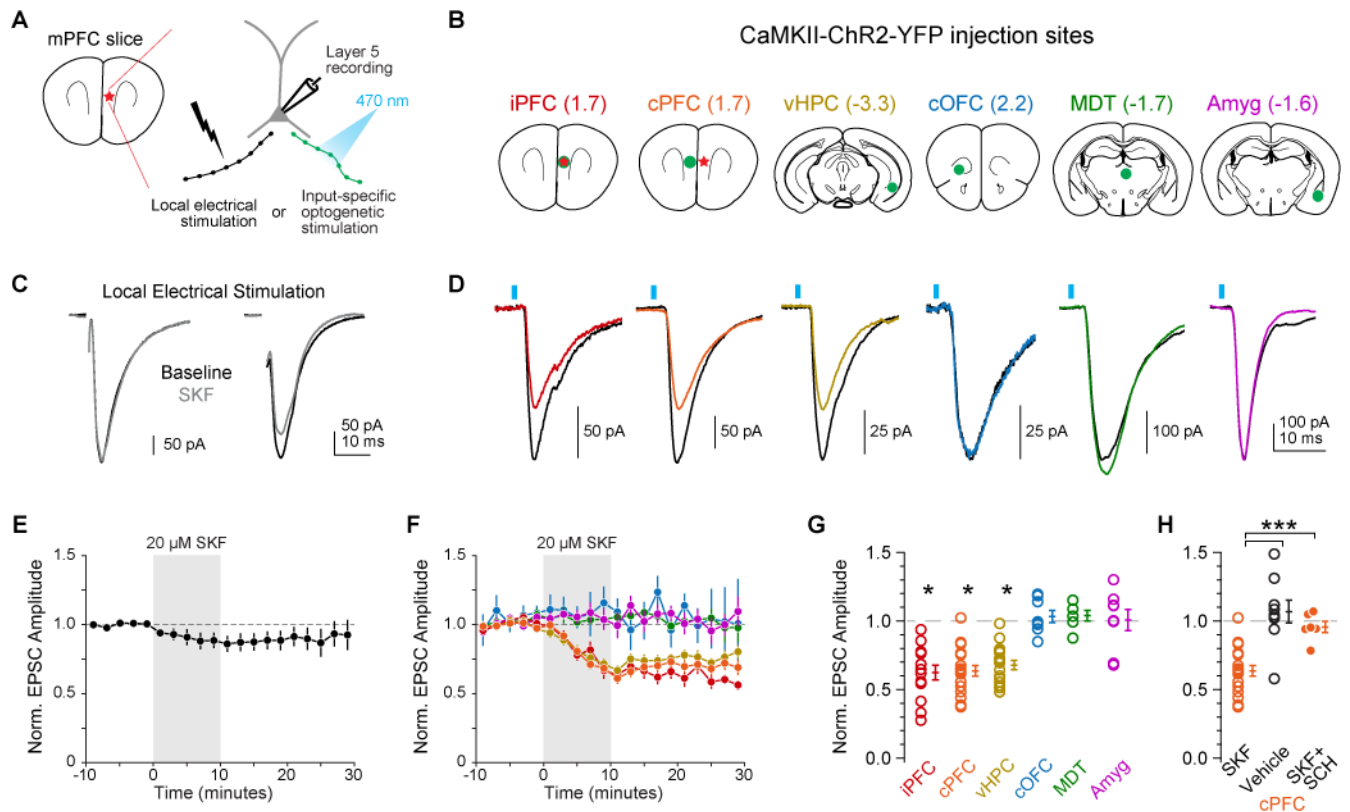 A
mPFC slice
Layer 5
recording
470 nm
Local electrical
stimulation
or
Input-specific
optogenetic
stimulation
B
CaMKII-ChR2-YFP injection sites
iPFC (1.7)
cPFC (1.7)
vHPC (-3.3)
cOFC (2.2)
MDT (-1.7)
Amyg (-1.6)
C
Local Electrical Stimulation
Baseline
SKF
50 pA
50 pA
10 ms
D
50 pA
50 pA
25 pA
25 pA
100 pA
100 pA
10 ms
E
20 µM SKF
Norm. EPSC Amplitude
1.5
1.0
0.5
0.0
-10
0
10
20
30
Time (minutes)
F
20 µM SKF
Norm. EPSC Amplitude
1.5
1.0
0.5
0.0
-10
0
10
20
30
Time (minutes)
G
Norm. EPSC Amplitude
1.5
1.0
0.5
0.0
* * *
iPFC
cPFC
vHPC
cOFC
MDT
Amyg
H
***
1.5
1.0
0.5
0.0
SKF
Vehicle
SKF+
SCH
cPFC